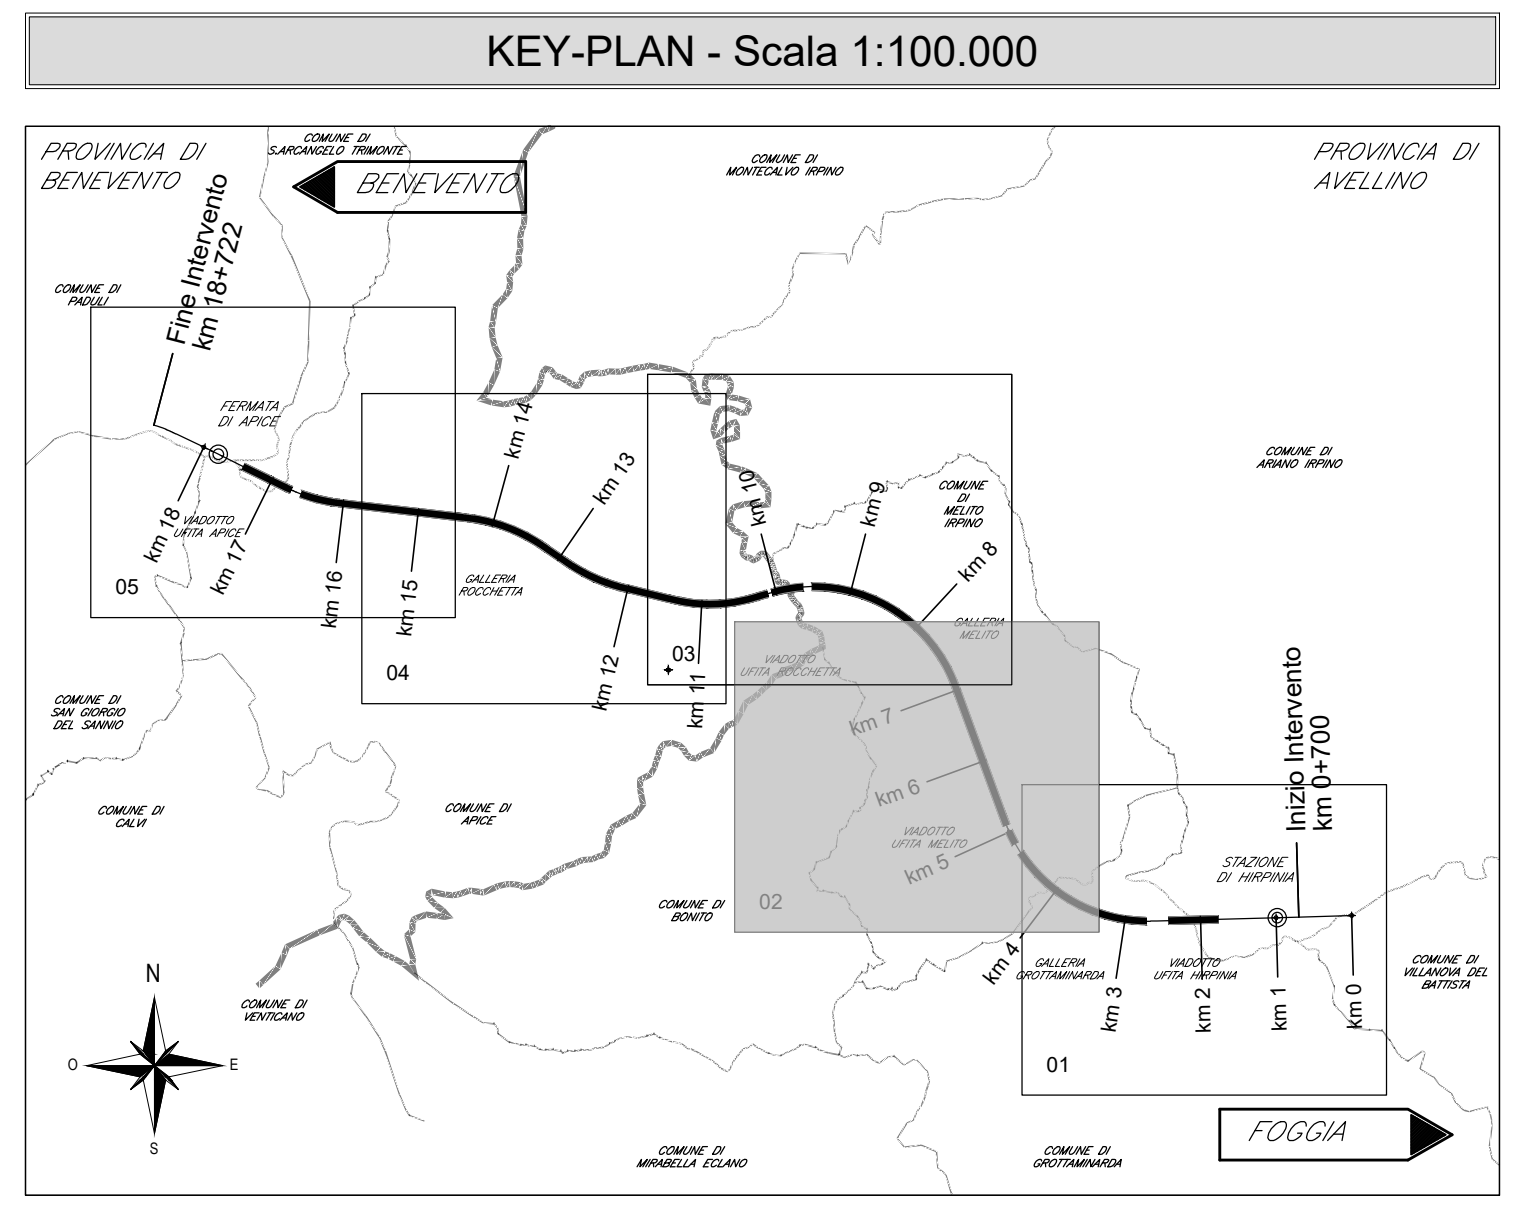 KEY-PLAN - Scala 1:100.000
PROVINCIA DI
BENEVENTO
COMUNE DI
S.ARCANGELO TRIMONTE
BENEVENTO
COMUNE DI
MONTECALVO IRPINO
PROVINCIA DI
AVELLINO
Fine Intervento
km 18+722
COMUNE DI
PADULI
FERMATA
DI APICE
km 14
km 13
km 10
km 9
COMUNE
DI
MELITO
IRPINO
COMUNE DI
ARIANO IRPINO
km 18
VIADOTTO
UFITA APICE
km 17
km 8
05
km 16
km 15
GALLERIA
ROCCHETTA
GALLERIA
MELITO
04
km 12
03
km 11
VIADOTTO
UFITA ROCCHETTA
km 7
COMUNE DI
SAN GIORGIO
DEL SANNIO
Inizio Intervento
km 0+700
km 6
COMUNE DI
CALVI
COMUNE DI
APICE
VIADOTTO
UFITA MELITO
km 5
STAZIONE
DI HIRPINIA
02
COMUNE DI
BONITO
km 4
GALLERIA
GROTTAMINARDA
VIADOTTO
UFITA HIRPINIA
COMUNE DI
VILLANOVA DEL
BATTISTA
km 3
km 2
km 1
km 0
COMUNE DI
VENTICANO
N
O
E
S
01
FOGGIA
COMUNE DI
MIRABELLA ECLANO
COMUNE DI
GROTTAMINARDA